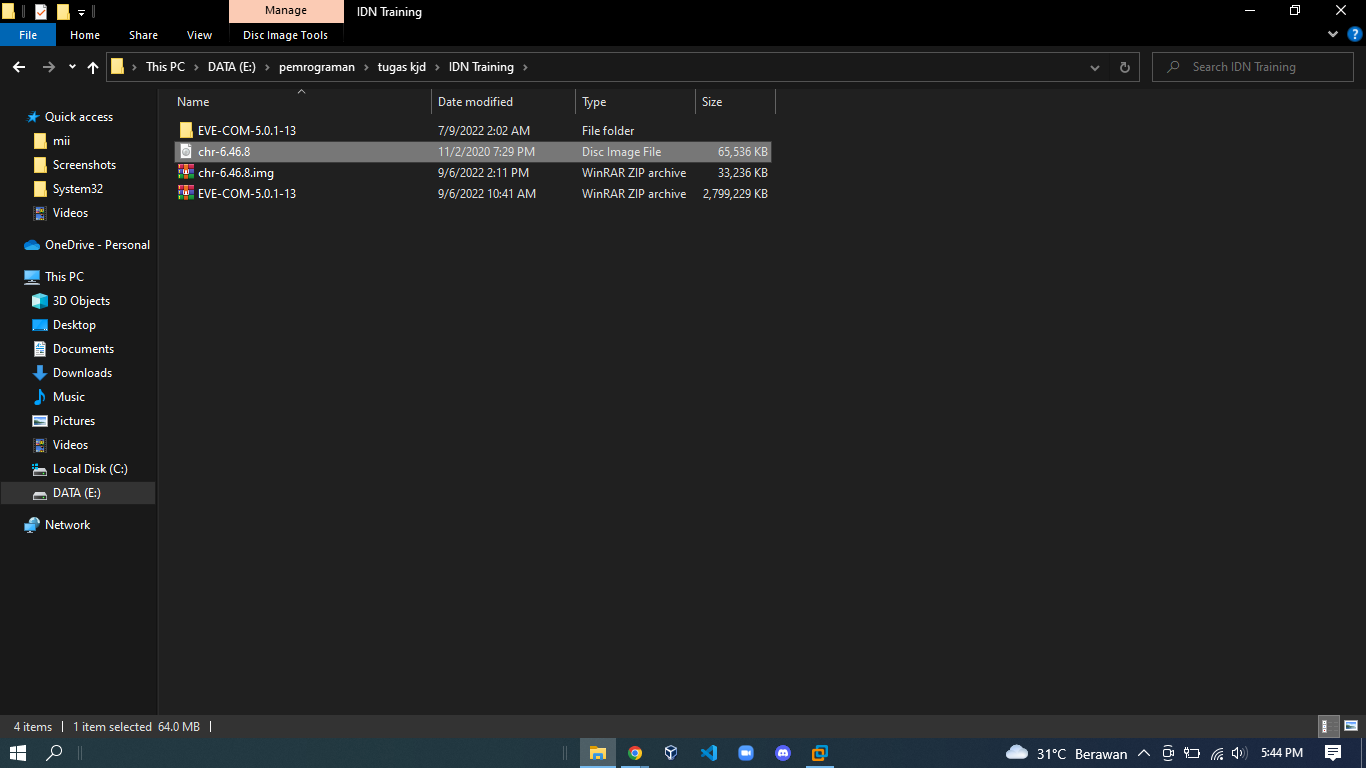 Manage
IDN Training
File
Home
Share
View
Disc Image Tools
This PC
DATA (E:)
pemrograman
tugas kjd
IDN Training
Search IDN Training
Name
Date modified
Type
Size
EVE-COM-5.0.1-13
7/9/2022 2:02 AM
File folder
chr-6.46.8
11/2/2020 7:29 PM
Disc Image File
65,536 KB
chr-6.46.8.img
9/6/2022 2:11 PM
WinRAR ZIP archive
33,236 KB
EVE-COM-5.0.1-13
9/6/2022 10:41 AM
WinRAR ZIP archive
2,799,229 KB
Quick access
mii
Screenshots
System32
Videos
OneDrive - Personal
This PC
3D Objects
Desktop
Documents
Downloads
Music
Pictures
Videos
Local Disk (C:)
DATA (E:)
Network
4 items
1 item selected 64.0 MB
31°C Berawan
5:44 PM